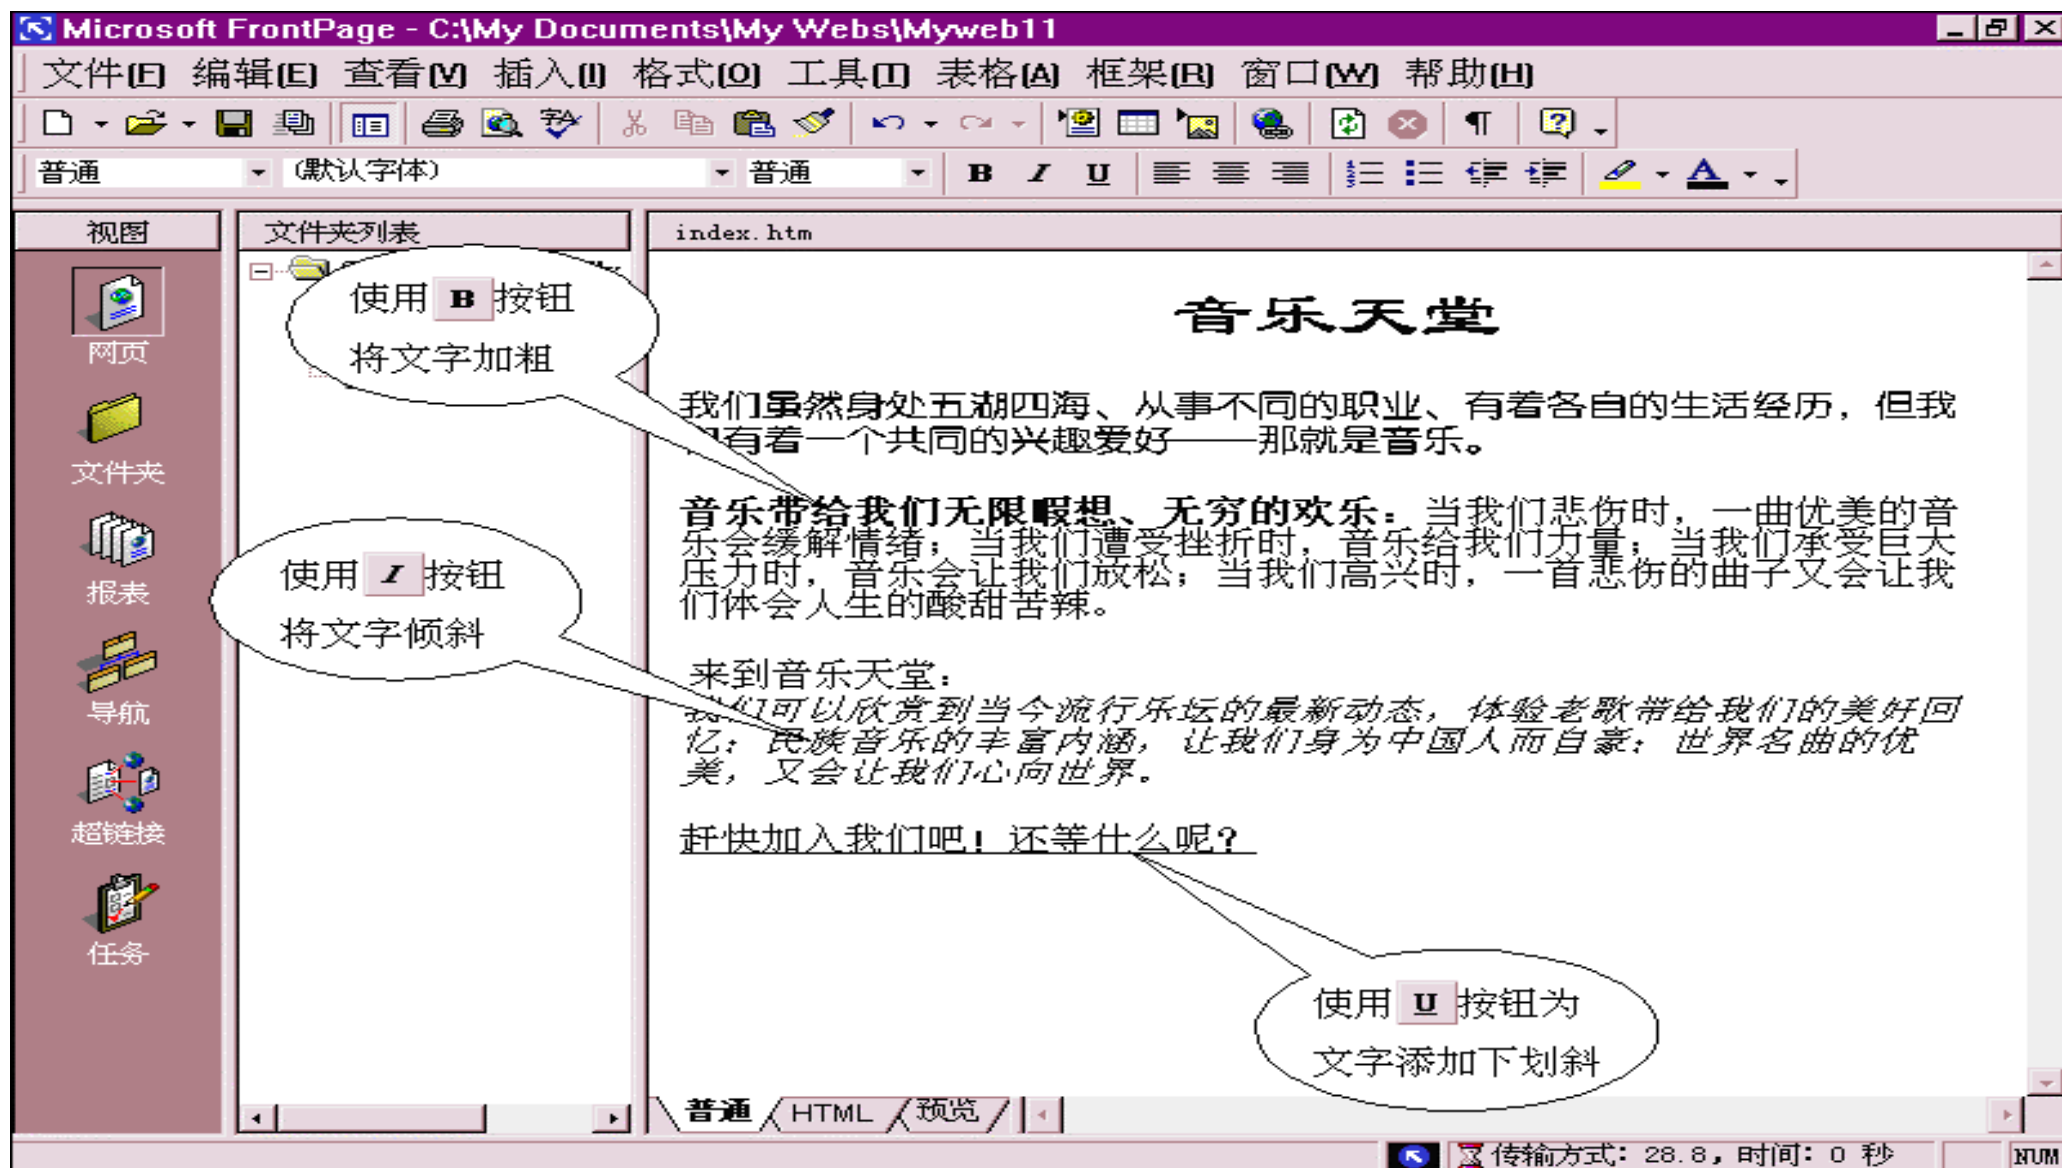 Microsoft FrontPage - C:\My Documents\My Webs\Myweb11
文件(F) 编辑(E) 查看(V) 插入(I) 格式(O) 工具(T) 表格(A) 框架(R) 窗口(W) 帮助(H)
普通 (默认字体) 普通 B I U A
视图
文件夹列表
index.htm
网页
文件夹
报表
导航
超链接
任务
使用 B 按钮
将文字加粗
使用 I 按钮
将文字倾斜
音乐天堂
我们虽然身处五湖四海、从事不同的职业、有着各自的生活经历，但我
有着一个共同的兴趣爱好——那就是音乐。
音乐带给我们无限暇想、无穷的欢乐：当我们悲伤时，一曲优美的音
乐会缓解情绪；当我们遭受挫折时，音乐给我们力量；当我们承受巨大
压力时，音乐会让我们放松；当我们高兴时，一首悲伤的曲子又会让我
们体会人生的酸甜苦辣。
来到音乐天堂：
我们可以欣赏到当今流行乐坛的最新动态，体验老歌带给我们的美好回
忆；民族音乐的丰富内涵，让我们身为中国人而自豪；世界名曲的优
美，又会让我们心向世界。
赶快加入我们吧！还等什么呢？
使用 U 按钮为
文字添加下划斜
普通 HTML 预览
传输方式：28.8，时间：0 秒 NUM